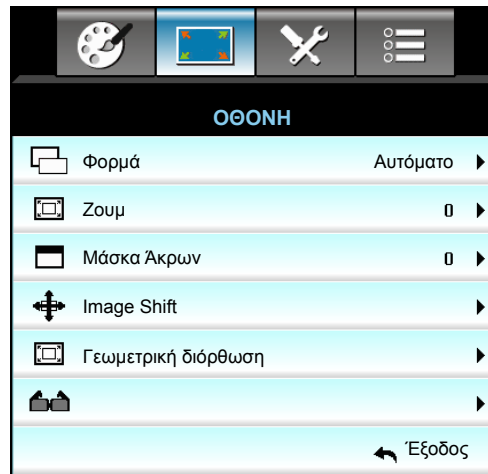 ΟΘΟΝΗ
Φορμά Αυτόματο
Ζουμ 0
Μάσκα Άκρων 0
Image Shift
Γεωμετρική διόρθωση
Έξοδος